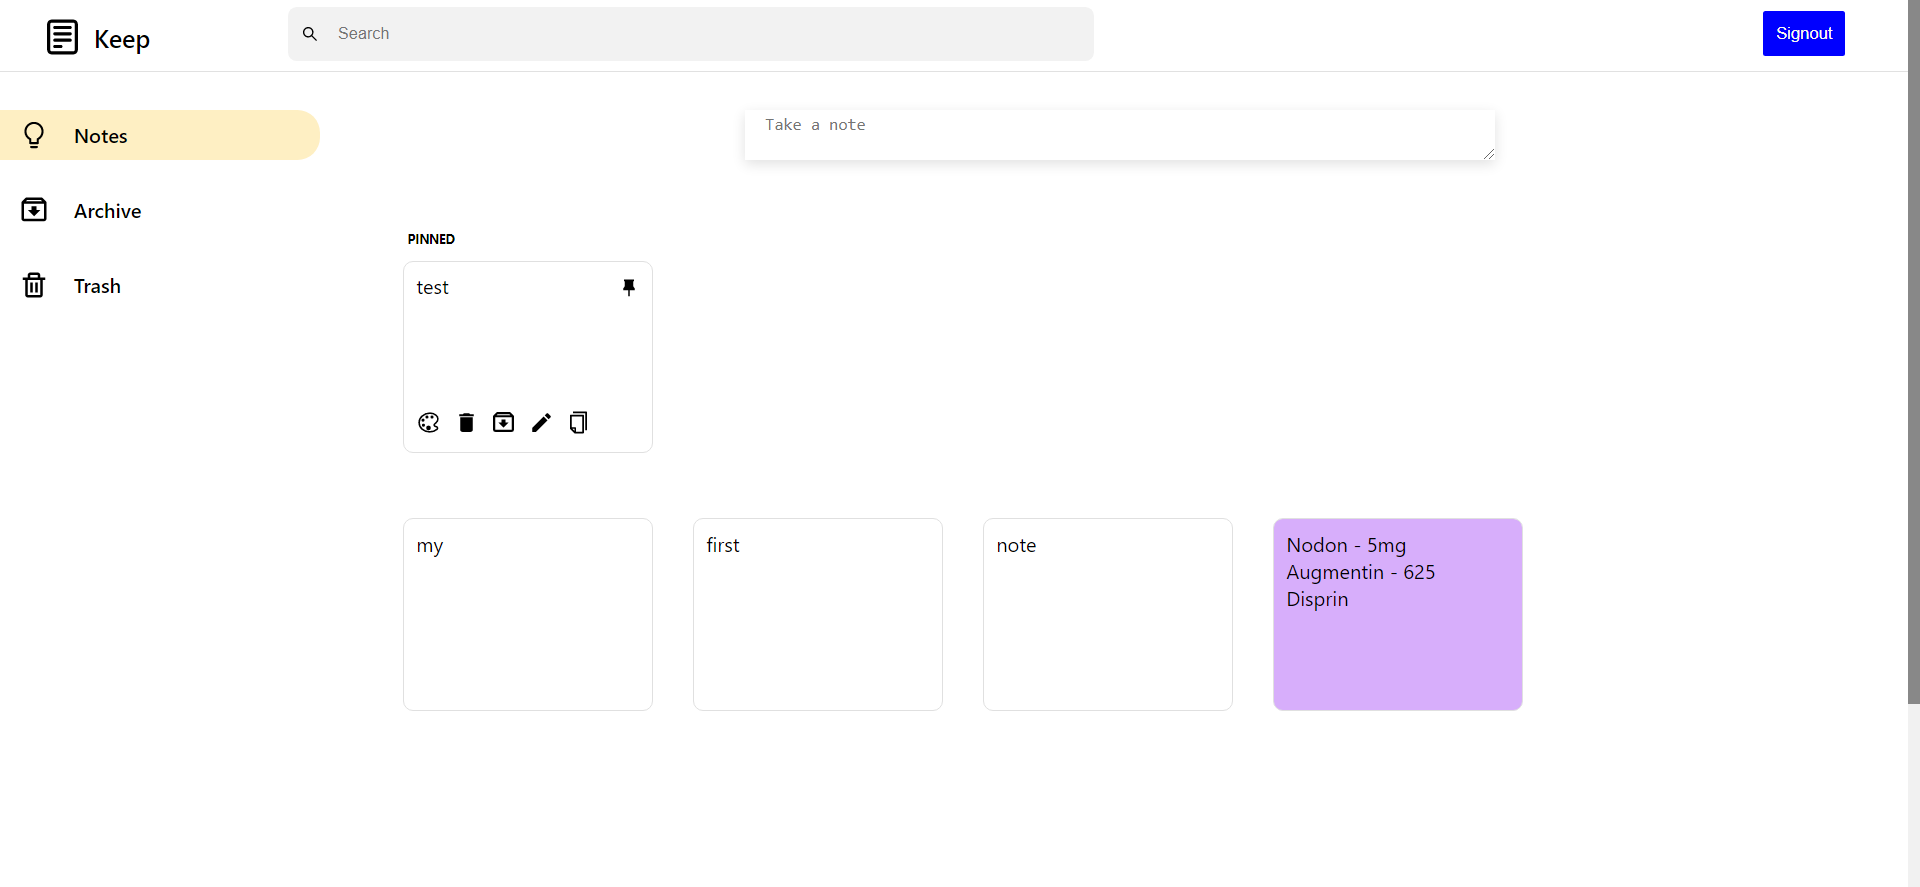 Keep
Search
Signout
Notes
Take a note
Archive
Trash
PINNED
test
my
first
note
Nodon - 5mg
Augmentin - 625
Disprin